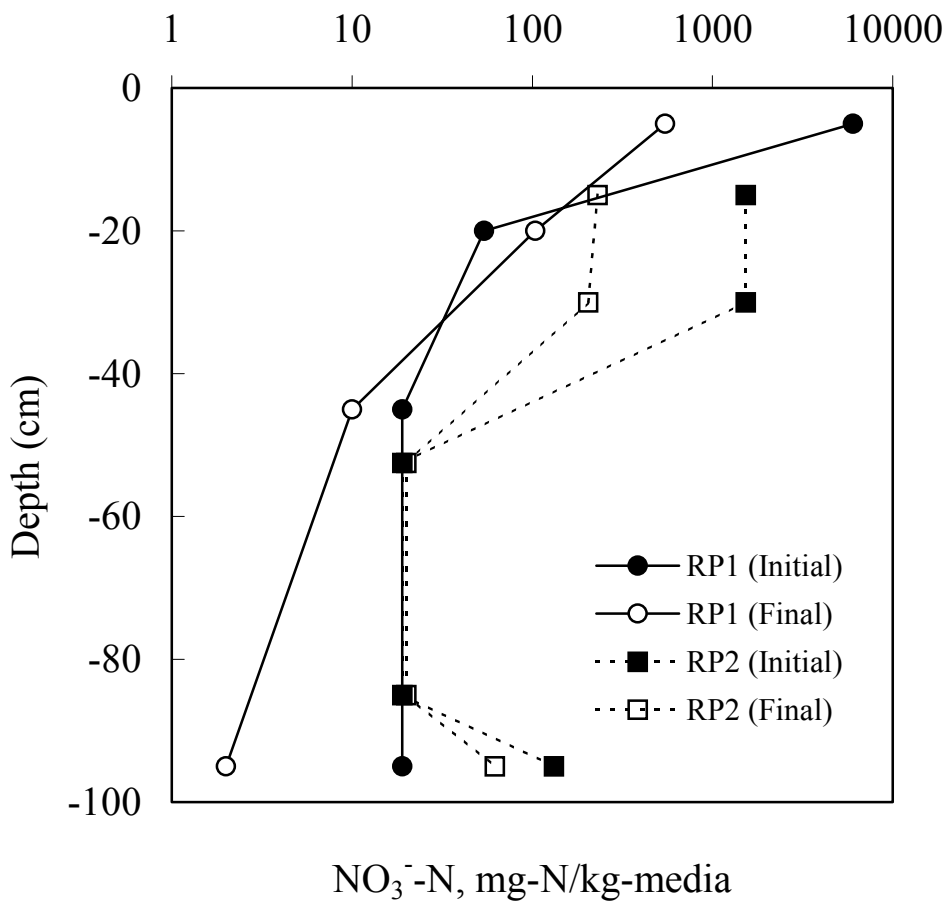 1 10 100 1000 10000
0
-20
-40
-60
-80
-100
Depth (cm)
RP1 (Initial)
RP1 (Final)
RP2 (Initial)
RP2 (Final)
NO₃⁻-N, mg-N/kg-media